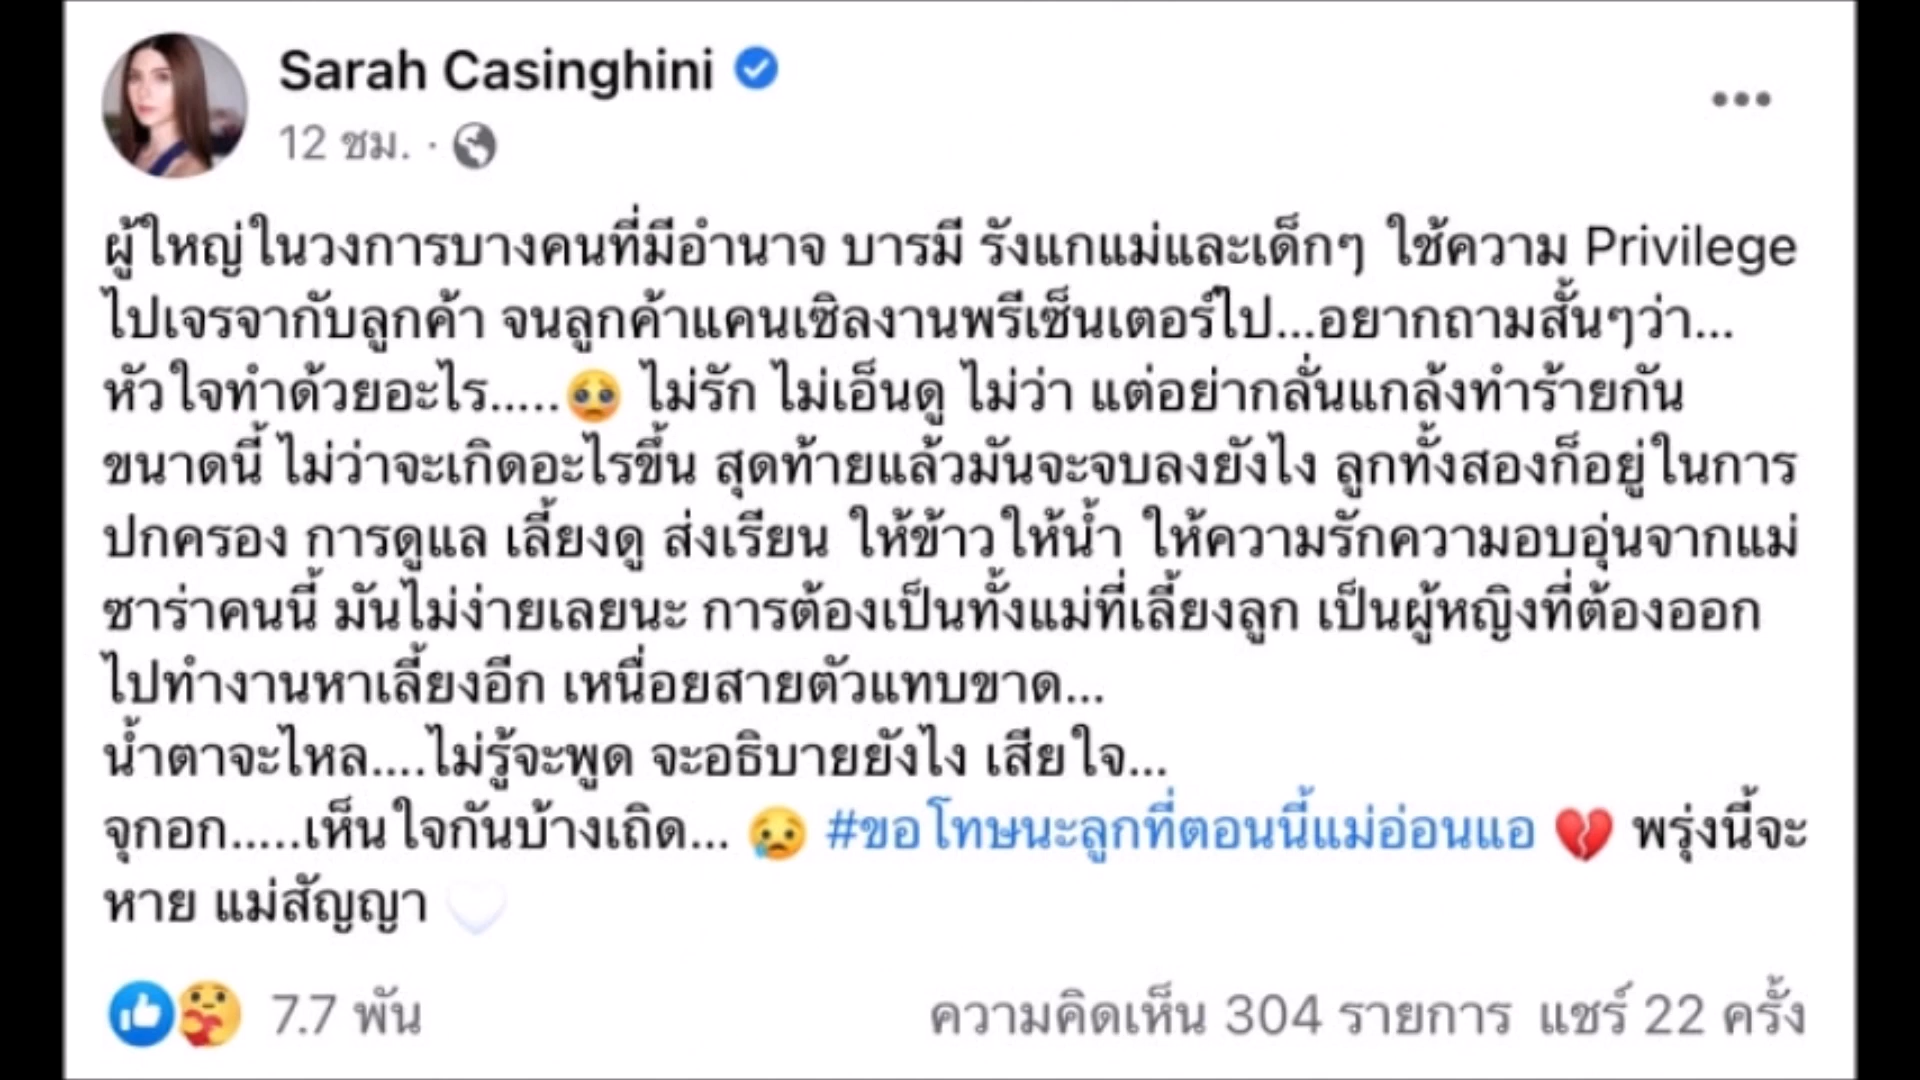 Sarah Casinghini
12 ชม. ·
ผู้ใหญ่ในวงการบางคนที่มีอำนาจ บารมี รังแกแม่และเด็กๆ ใช้ความ Privilege
ไปเจรจากับลูกค้า จนลูกค้าแคนเซิลงานพรีเซ็นเตอร์ไป...อยากถามสั้นๆว่า...
หัวใจทำด้วยอะไร.....🥺 ไม่รัก ไม่เอ็นดู ไม่ว่า แต่อย่ากลั่นแกล้งทำร้ายกัน
ขนาดนี้ ไม่ว่าจะเกิดอะไรขึ้น สุดท้ายแล้วมันจะจบลงยังไง ลูกทั้งสองก็อยู่ในการ
ปกครอง การดูแล เลี้ยงดู ส่งเรียน ให้ข้าวให้น้ำ ให้ความรักความอบอุ่นจากแม่
ซาร่าคนนี้ มันไม่ง่ายเลยนะ การต้องเป็นทั้งแม่ที่เลี้ยงลูก เป็นผู้หญิงที่ต้องออก
ไปทำงานหาเลี้ยงอีก เหนื่อยสายตัวแทบขาด...
น้ำตาจะไหล....ไม่รู้จะพูด จะอธิบายยังไง เสียใจ...
จุกอก.....เห็นใจกันบ้างเถิด... 😢 #ขอโทษนะลูกที่ตอนนี้แม่อ่อนแอ 💔 พรุ่งนี้จะ
หาย แม่สัญญา 🤍
7.7 พัน ความคิดเห็น 304 รายการ แชร์ 22 ครั้ง